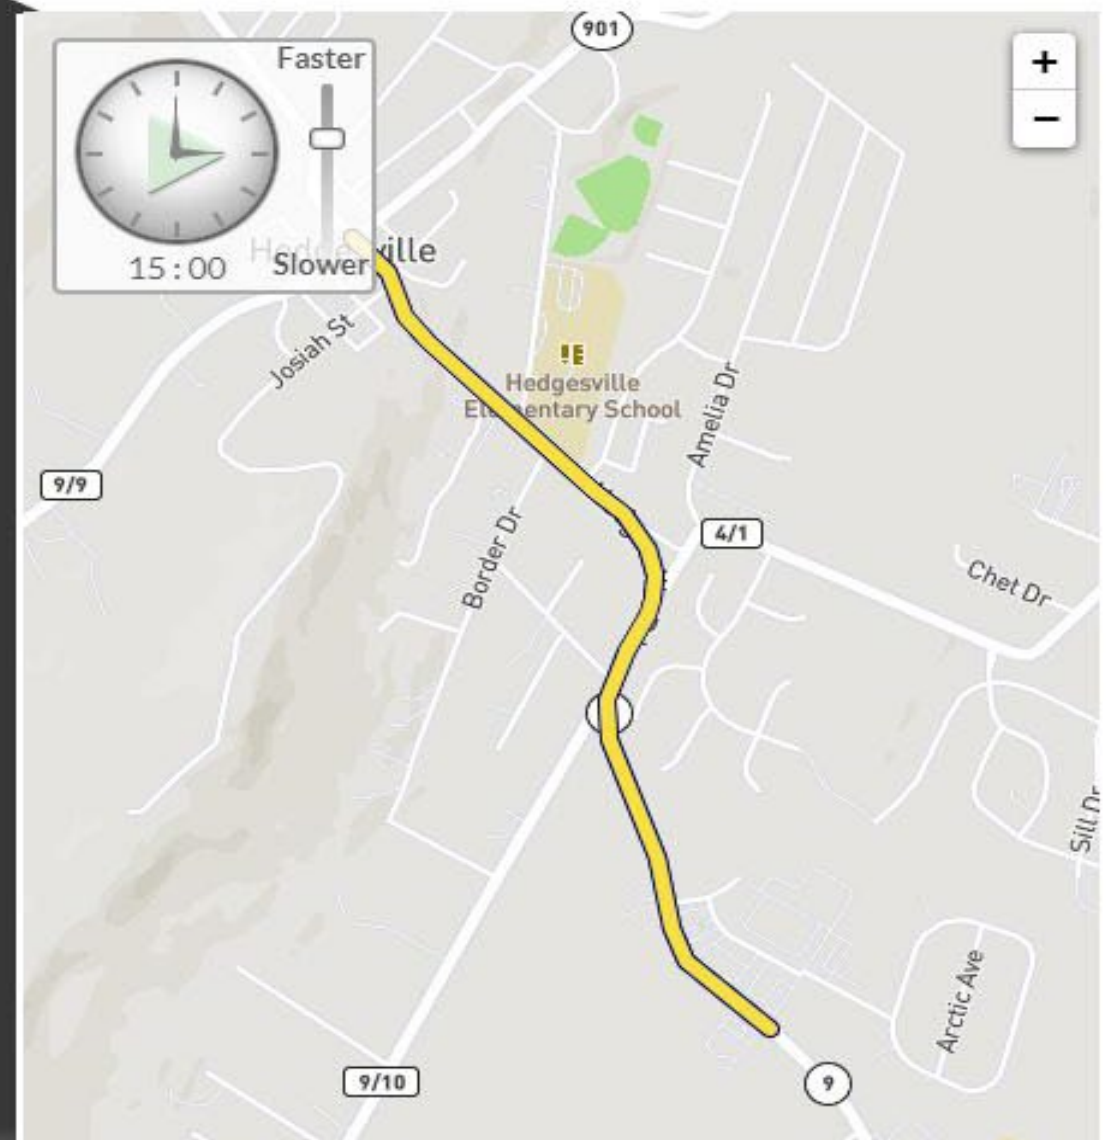 901
Faster
+
−
Hedgesville
Slower
15:00
Josiah St
Hedgesville
Elementary School
Amelia Dr
9/9
4/1
Border Dr
Chet Dr
Sill Dr
Arctic Ave
9/10
9